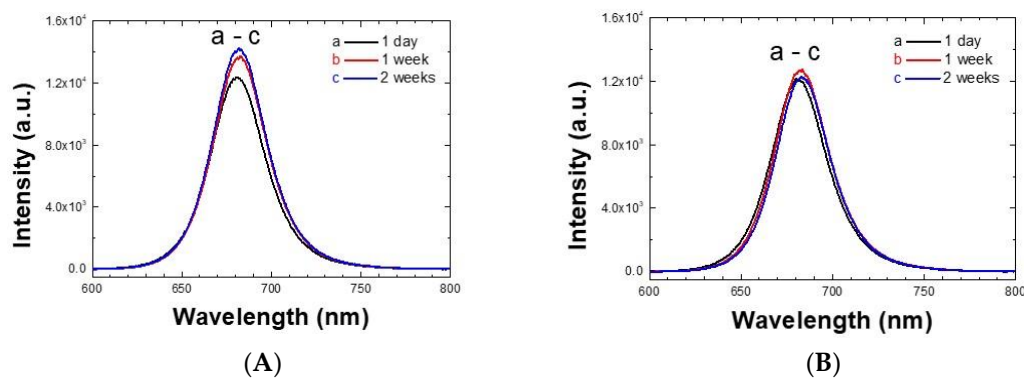 1.6x10⁴
1.2x10⁴
8.0x10³
4.0x10³
0.0
Intensity (a.u.)
a - c
a 1 day
b 1 week
c 2 weeks
600 650 700 750 800
Wavelength (nm)
(A)
1.6x10⁴
1.2x10⁴
8.0x10³
4.0x10³
0.0
Intensity (a.u.)
a - c
a 1 day
b 1 week
c 2 weeks
600 650 700 750 800
Wavelength (nm)
(B)